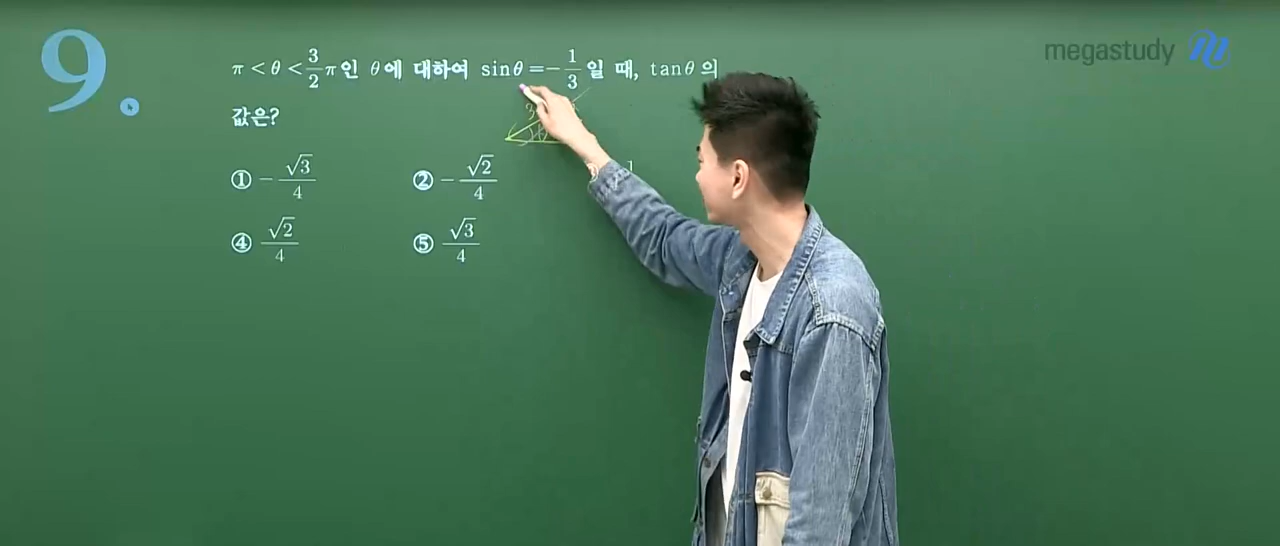 9.
megastudy
π < θ < 3/2 π인 θ에 대하여 sinθ = -1/3 일 때, tanθ의
값은?
① -√3/4 ② -√2/4 1
④ √2/4 ⑤ √3/4